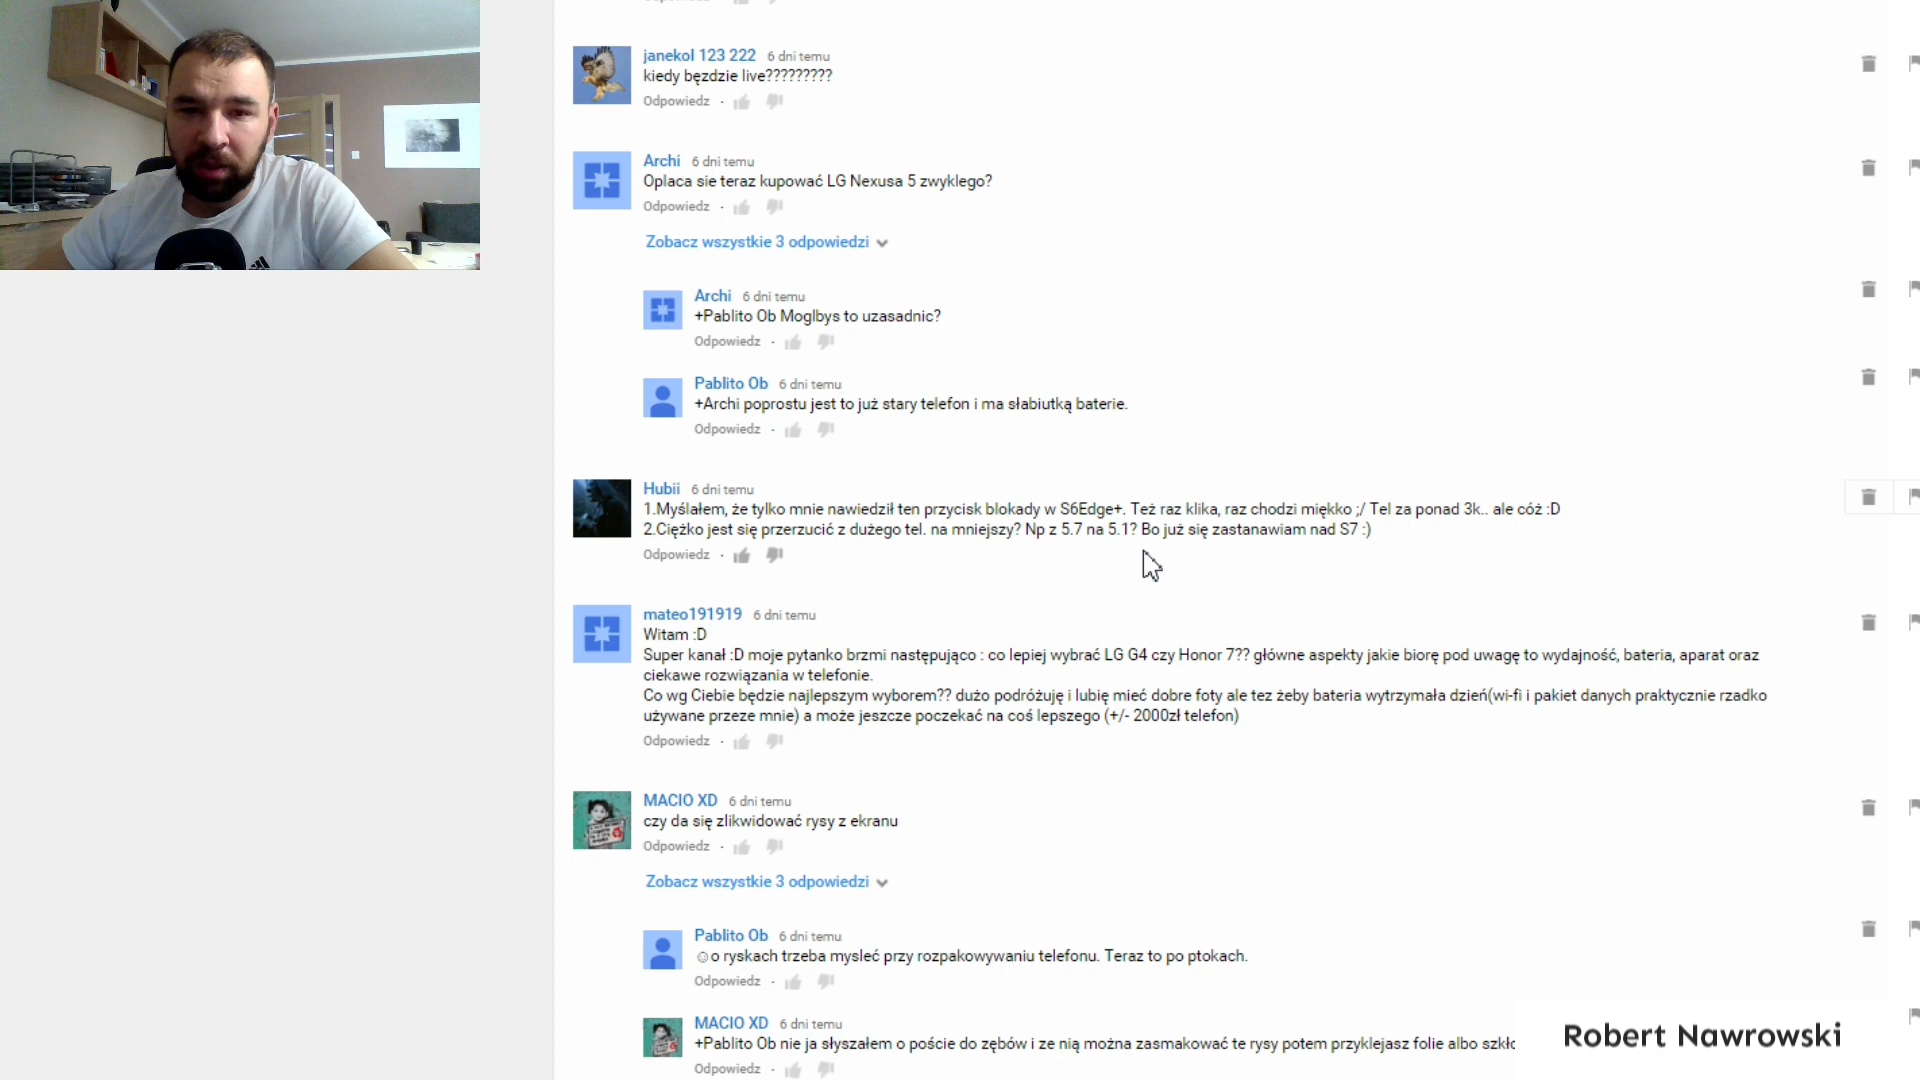 Odpowiedz ·
janekol 123 222 6 dni temu
kiedy bęzdzie live?????????
Odpowiedz ·
Archi 6 dni temu
Oplaca sie teraz kupować LG Nexusa 5 zwyklego?
Odpowiedz ·
Zobacz wszystkie 3 odpowiedzi
Archi 6 dni temu
+Pablito Ob Moglbys to uzasadnic?
Odpowiedz ·
Pablito Ob 6 dni temu
+Archi poprostu jest to już stary telefon i ma słabiutką baterie.
Odpowiedz ·
Hubii 6 dni temu
1.Myślałem, że tylko mnie nawiedził ten przycisk blokady w S6Edge+. Też raz klika, raz chodzi miękko ;/ Tel za ponad 3k.. ale cóż :D
2.Ciężko jest się przerzucić z dużego tel. na mniejszy? Np z 5.7 na 5.1? Bo już się zastanawiam nad S7 :)
Odpowiedz ·
mateo191919 6 dni temu
Witam :D
Super kanał :D moje pytanko brzmi następująco : co lepiej wybrać LG G4 czy Honor 7?? główne aspekty jakie biorę pod uwagę to wydajność, bateria, aparat oraz
ciekawe rozwiązania w telefonie.
Co wg Ciebie będzie najlepszym wyborem?? dużo podróżuję i lubię mieć dobre foty ale tez żeby bateria wytrzymała dzień(wi-fi i pakiet danych praktycznie rzadko
używane przeze mnie) a może jeszcze poczekać na coś lepszego (+/- 2000zł telefon)
Odpowiedz ·
MACIO XD 6 dni temu
czy da się zlikwidować rysy z ekranu
Odpowiedz ·
Zobacz wszystkie 3 odpowiedzi
Pablito Ob 6 dni temu
☺o ryskach trzeba mysleć przy rozpakowywaniu telefonu. Teraz to po ptokach.
Odpowiedz ·
MACIO XD 6 dni temu
+Pablito Ob nie ja słyszałem o poście do zębów i ze nią można zasmakować te rysy potem przyklejasz folie albo szkło
Odpowiedz ·
Robert Nawrowski